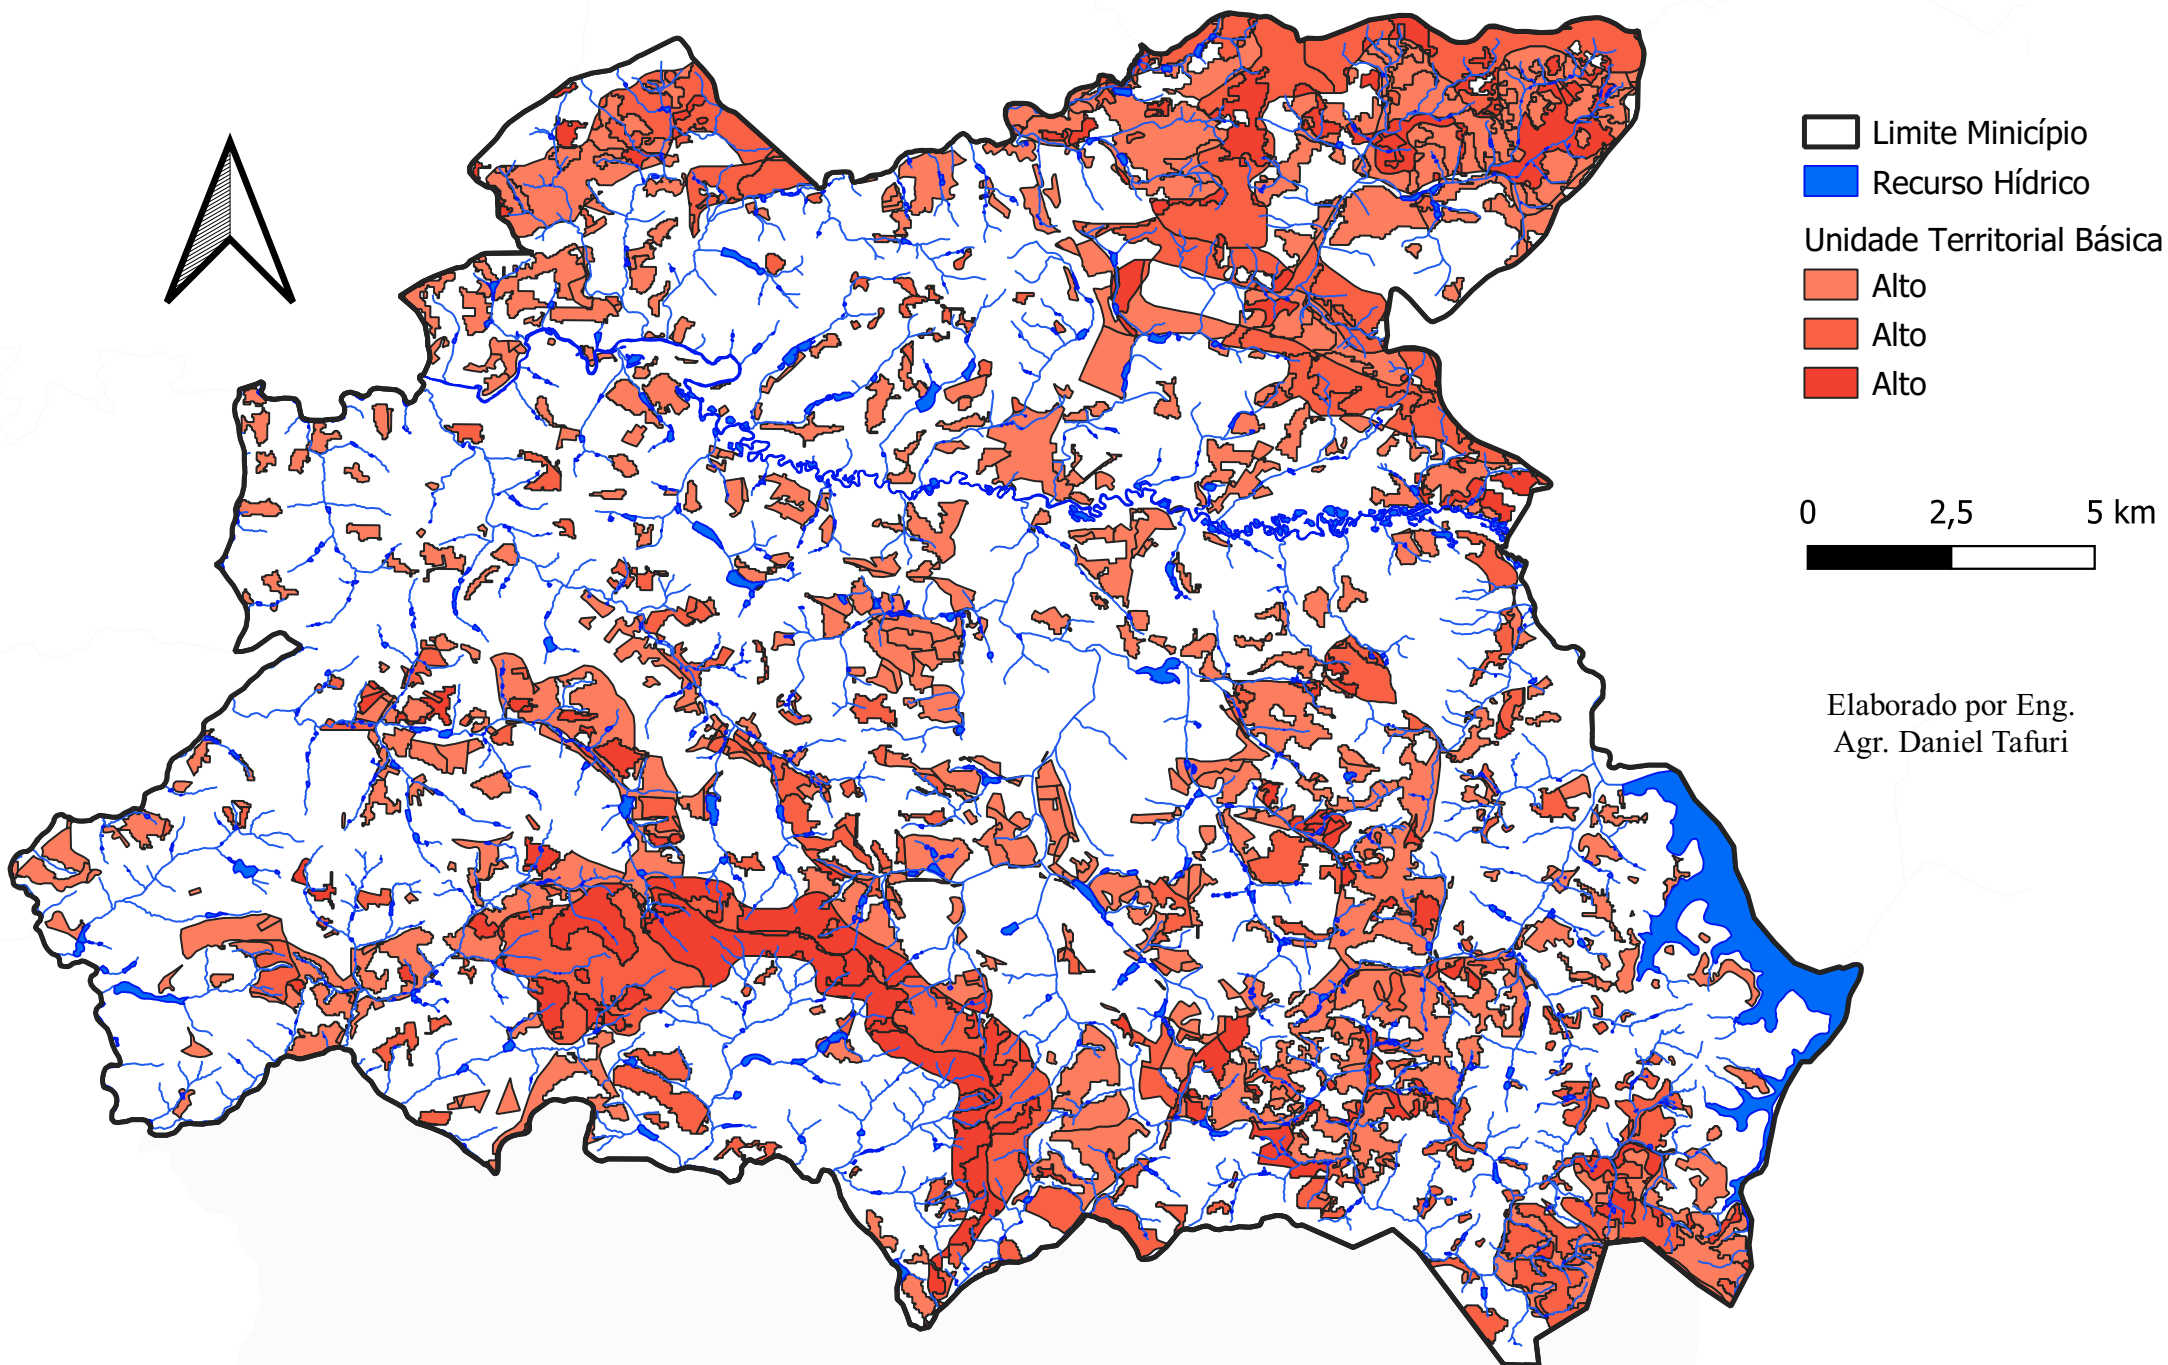 Limite Minicípio
Recurso Hídrico
Unidade Territorial Básica
Alto
Alto
Alto
0 2,5 5 km
Elaborado por Eng.
Agr. Daniel Tafuri